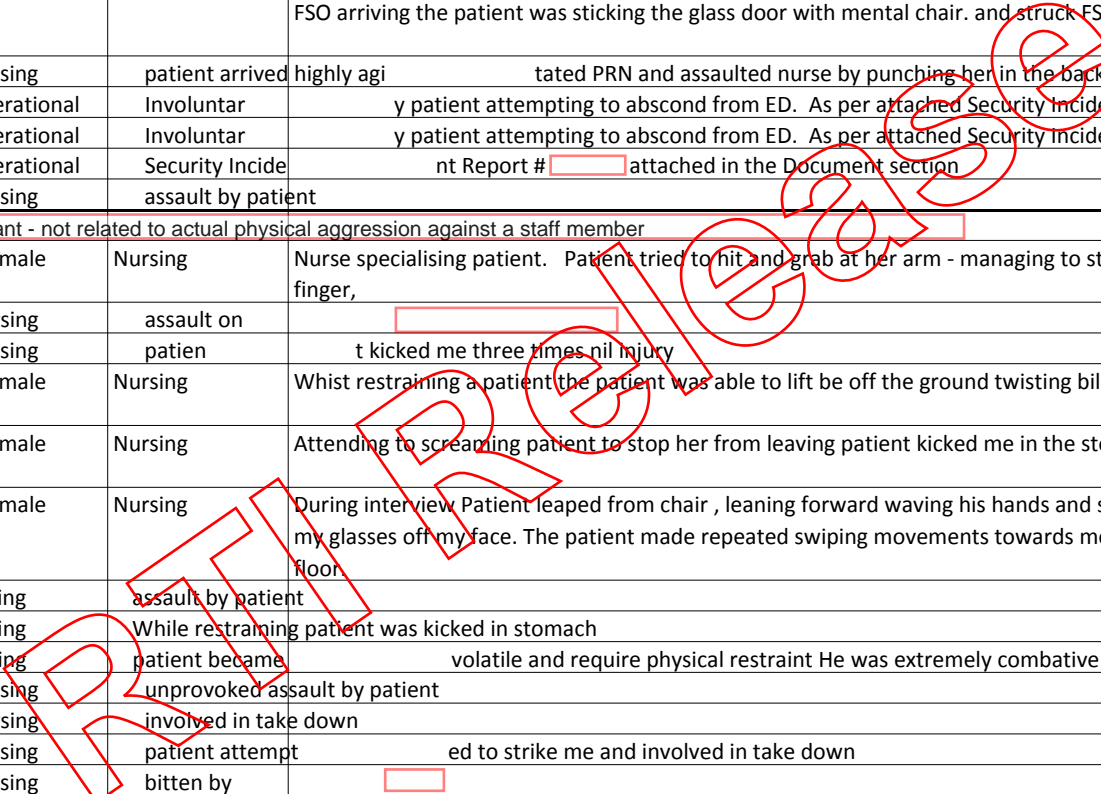 FSO arriving the patient was sticking the glass door with mental chair. and struck FS
sing patient arrived highly agi tated PRN and assaulted nurse by punching her in the back
erational Involuntar y patient attempting to abscond from ED. As per attached Security Incide
erational Involuntar y patient attempting to abscond from ED. As per attached Security Incide
erational Security Incide nt Report # attached in the Document section
sing assault by patient
ant - not related to actual physical aggression against a staff member
male Nursing Nurse specialising patient. Patient tried to hit and grab at her arm - managing to st
finger,
sing assault on
sing patien t kicked me three times nil injury
male Nursing Whist restraining a patient the patient was able to lift be off the ground twisting bil
male Nursing Attending to screaming patient to stop her from leaving patient kicked me in the sto
male Nursing During interview Patient leaped from chair , leaning forward waving his hands and s
my glasses off my face. The patient made repeated swiping movements towards me
floor.
ing assault by patient
ing While restraining patient was kicked in stomach
ing patient became volatile and require physical restraint He was extremely combative
sing unprovoked assault by patient
sing involved in take down
sing patient attempt ed to strike me and involved in take down
sing bitten by
RTI Release